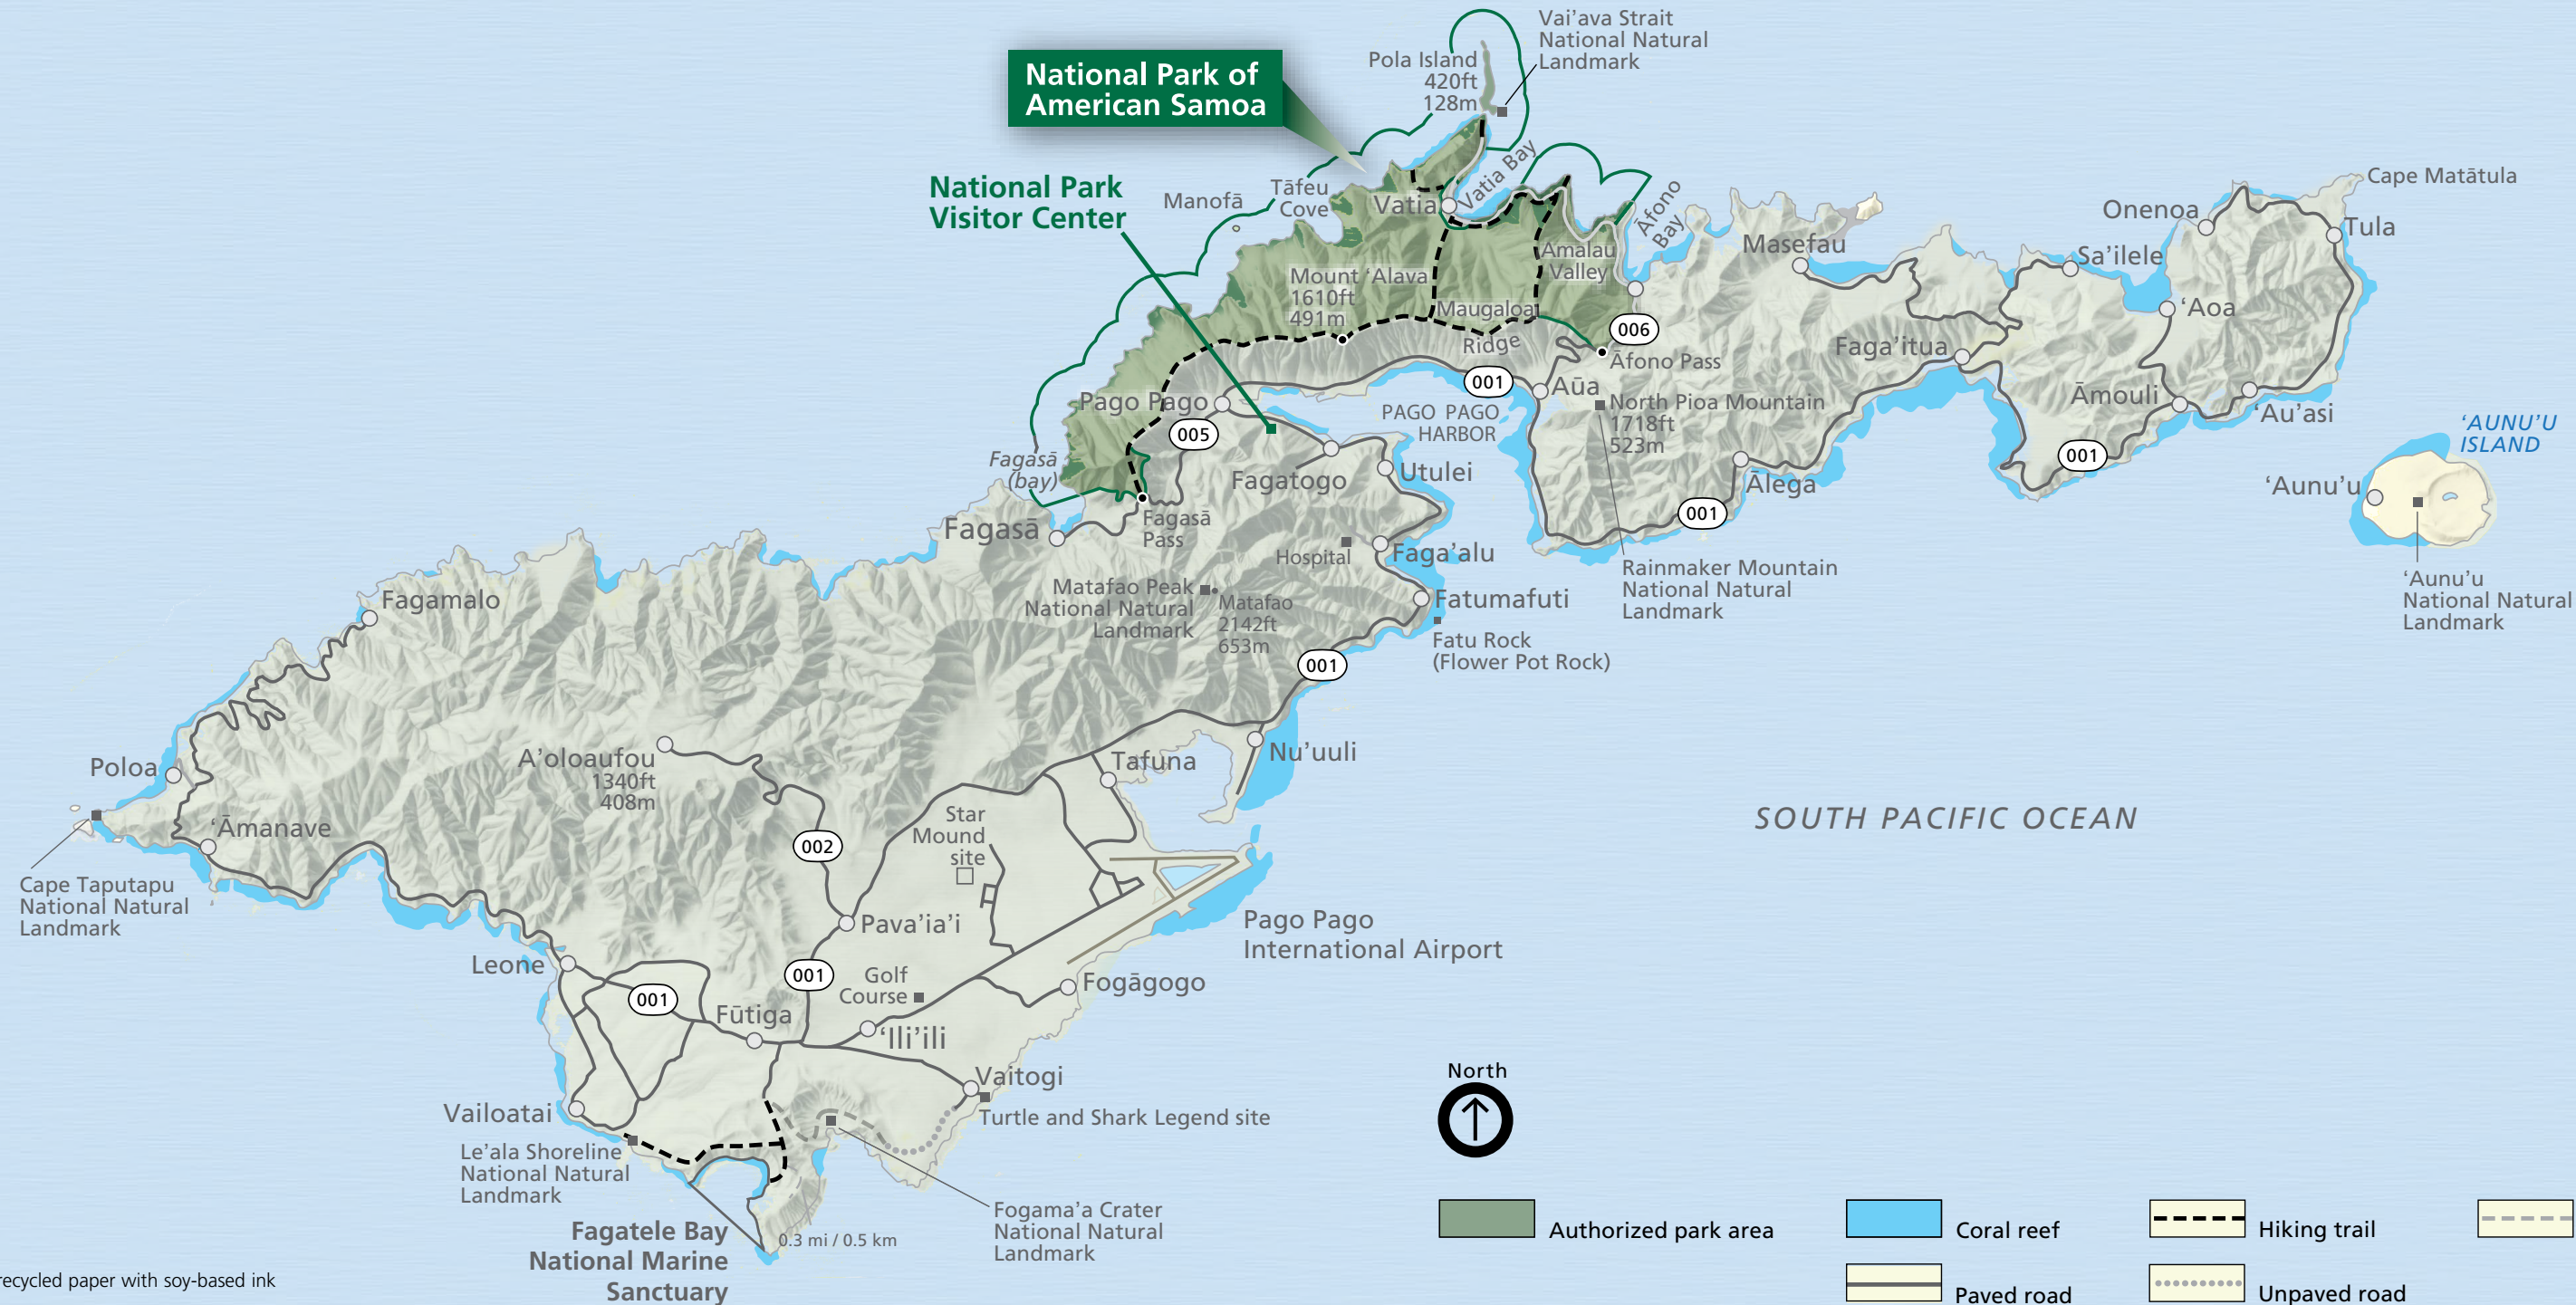 Vai'ava Strait
National Natural
Landmark
Pola Island
420ft
128m
National Park of
American Samoa
National Park
Visitor Center
Manofā
Tāfeu
Cove
Vatia
Vatia Bay
Āfono
Bay
Amalau
Valley
Masefau
Cape Matātula
Onenoa
Tula
Sa'ilele
‘Aoa
Mount ‘Alava
1610ft
491m
Maugaloa
Ridge
006
Āfono Pass
Faga'itua
001
Aūa
Āmouli
‘Au'asi
Pago Pago
005
PAGO PAGO
HARBOR
North Pioa Mountain
1718ft
523m
‘AUNU'U
ISLAND
Fagasā
(bay)
Fagatogo
Utulei
Ālega
001
001
‘Aunu'u
Fagasā
Fagasā
Pass
Hospital
Faga'alu
Rainmaker Mountain
National Natural
Landmark
‘Aunu'u
National Natural
Landmark
Matafao Peak
National Natural
Landmark
Matafao
2142ft
653m
Fatumafuti
Fatu Rock
(Flower Pot Rock)
001
Fagamalo
Poloa
A'oloaufou
1340ft
408m
Tafuna
Nu'uuli
‘Āmanave
Cape Taputapu
National Natural
Landmark
002
Star
Mound
site
SOUTH PACIFIC OCEAN
Pava'ia'i
Pago Pago
International Airport
Leone
001
001
Golf
Course
Fogāgogo
Fūtiga
‘Ili'ili
Vaitogi
Turtle and Shark Legend site
Vailoatai
Le'ala Shoreline
National Natural
Landmark
Fogama'a Crater
National Natural
Landmark
Fagatele Bay
National Marine
Sanctuary
0.3 mi / 0.5 km
North
Authorized park area
Coral reef
Hiking trail
Paved road
Unpaved road
recycled paper with soy-based ink